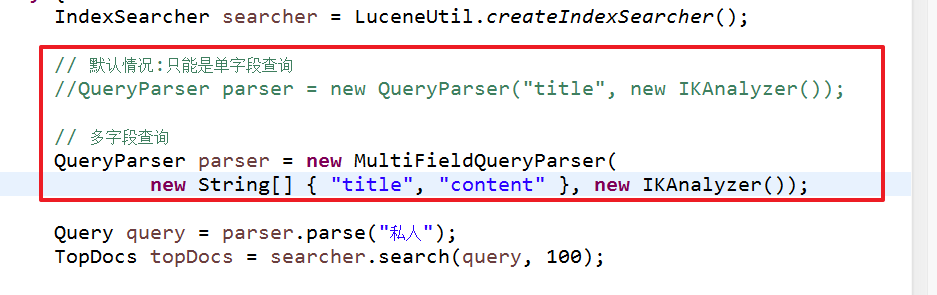 IndexSearcher searcher = LuceneUtil.createIndexSearcher();
// 默认情况:只能是单字段查询
//QueryParser parser = new QueryParser("title", new IKAnalyzer());
// 多字段查询
QueryParser parser = new MultiFieldQueryParser(
new String[] { "title", "content" }, new IKAnalyzer());
Query query = parser.parse("私人");
TopDocs topDocs = searcher.search(query, 100);